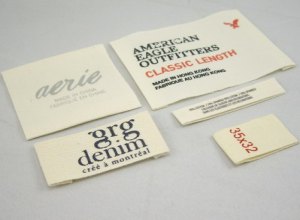 aerie
MADE IN CHINA
FABRIQUÉ EN CHINE
AMERICAN
EAGLE
OUTFITTERS
CLASSIC LENGTH
MADE IN HONG KONG
FABRIQUÉ AU HONG KONG
grg
denim
créé à montréal
35x32